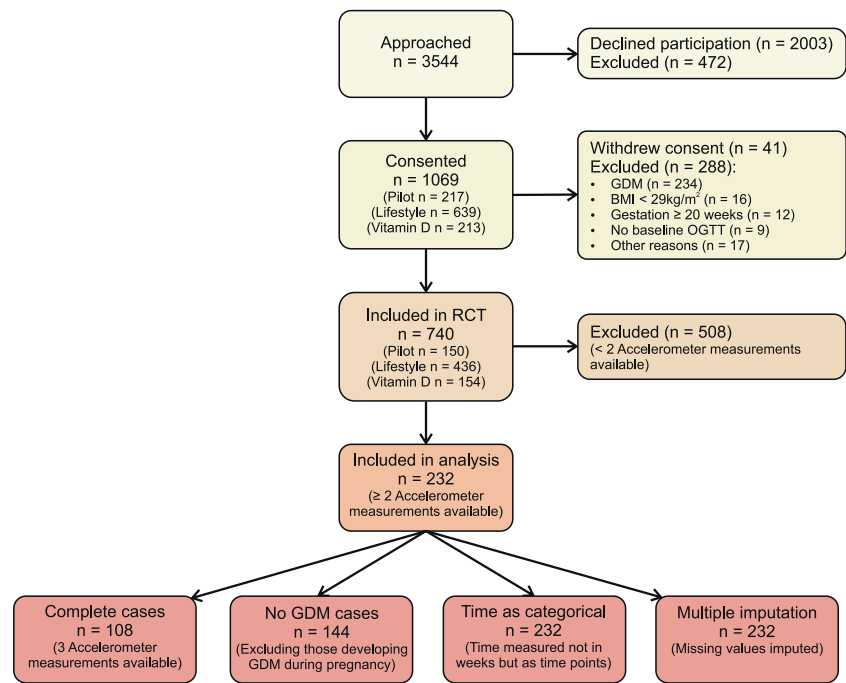 Approached
n = 3544
Declined participation (n = 2003)
Excluded (n = 472)
Consented
n = 1069
(Pilot n = 217)
(Lifestyle n = 639)
(Vitamin D n = 213)
Withdrew consent (n = 41)
Excluded (n = 288):
• GDM (n = 234)
• BMI < 29kg/m² (n = 16)
• Gestation ≥ 20 weeks (n = 12)
• No baseline OGTT (n = 9)
• Other reasons (n = 17)
Included in RCT
n = 740
(Pilot n = 150)
(Lifestyle n = 436)
(Vitamin D n = 154)
Excluded (n = 508)
(< 2 Accelerometer measurements
available)
Included in analysis
n = 232
(≥ 2 Accelerometer
measurements available)
Complete cases
n = 108
(3 Accelerometer
measurements available)
No GDM cases
n = 144
(Excluding those developing
GDM during pregnancy)
Time as categorical
n = 232
(Time measured not in
weeks but as time points)
Multiple imputation
n = 232
(Missing values imputed)